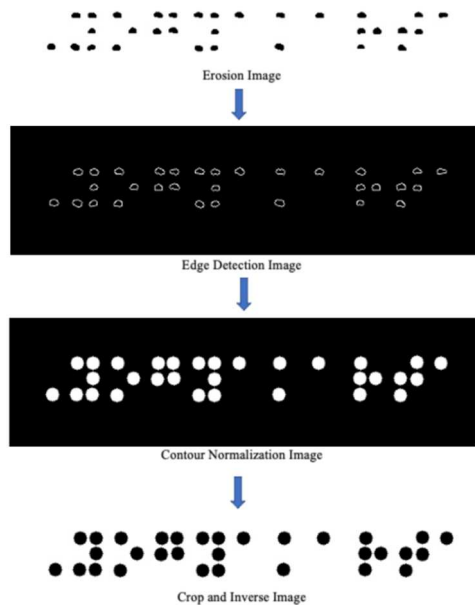 ⠠⠽⠕⠛⠽⠁⠅⠁⠗⠞⠁
Erosion Image
⠠⠽⠕⠛⠽⠁⠅⠁⠗⠞⠁
Edge Detection Image
⠠⠽⠕⠛⠽⠁⠅⠁⠗⠞⠁
Contour Normalization Image
⠠⠽⠕⠛⠽⠁⠅⠁⠗⠞⠁
Crop and Inverse Image